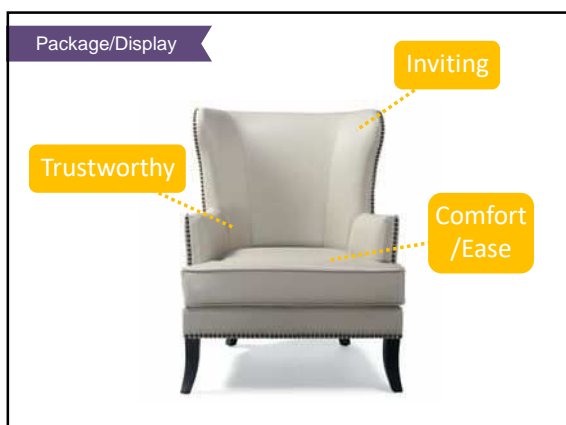 Package/Display
Inviting
Trustworthy
Comfort
/Ease